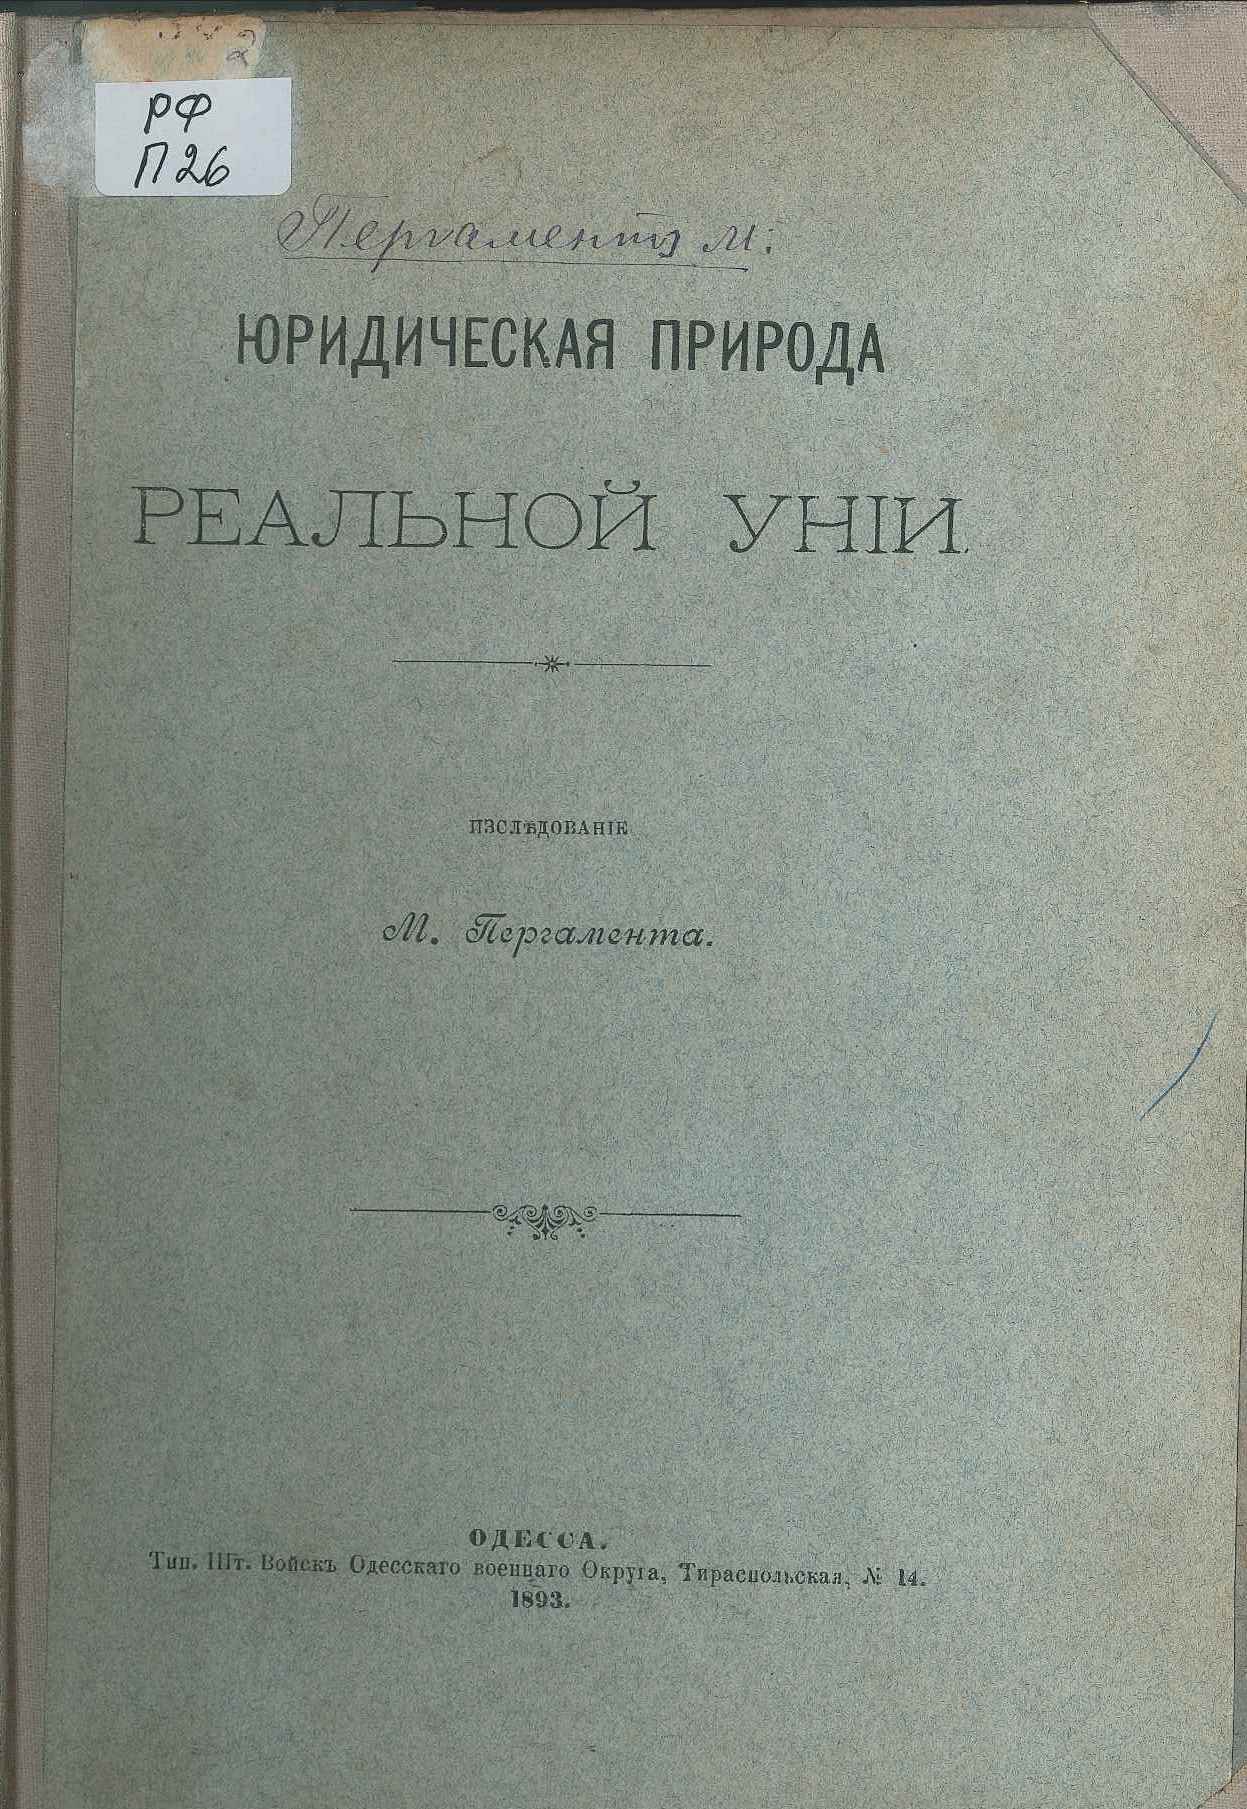 РФ
П26
Пергаментъ М.
ЮРИДИЧЕСКАЯ ПРИРОДА
РЕАЛЬНОЙ УНІИ.
ИЗСЛѢДОВАНІЕ
М. Пергамента.
ОДЕССА.
Тип. Шт. Войскъ Одесскаго военнаго Округа, Тираспольская, № 14.
1893.